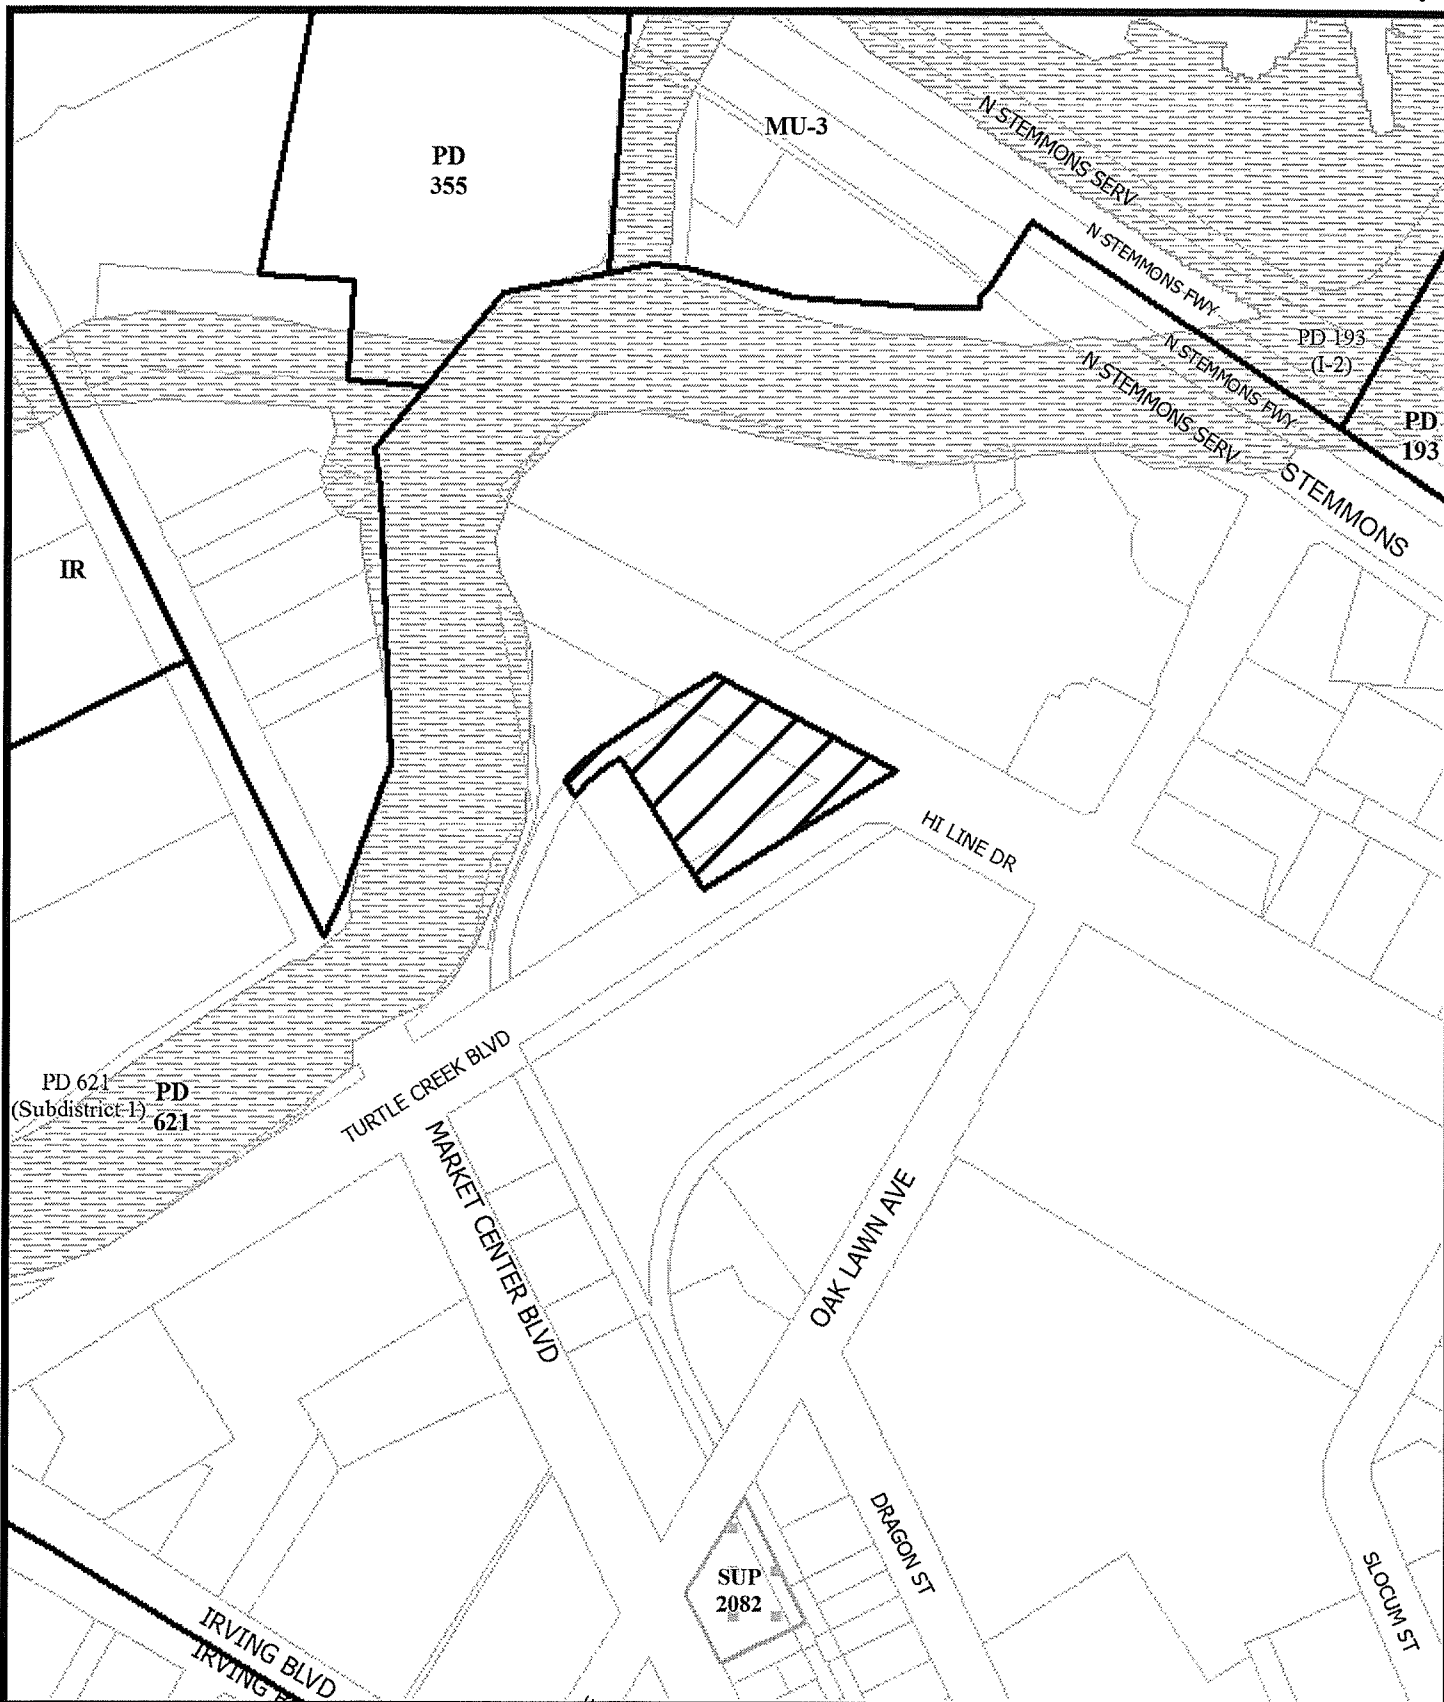 MU-3
PD
355
N STEMMONS SERV
N STEMMONS FWY
PD 193
(I-2)
N STEMMONS FWY
N STEMMONS SERV
PD
193
STEMMONS
IR
HI LINE DR
TURTLE CREEK BLVD
PD 621
(Subdistrict 1)
PD
621
MARKET CENTER BLVD
OAK LAWN AVE
DRAGON ST
SLOCUM ST
SUP
2082
IRVING BLVD
IRVING